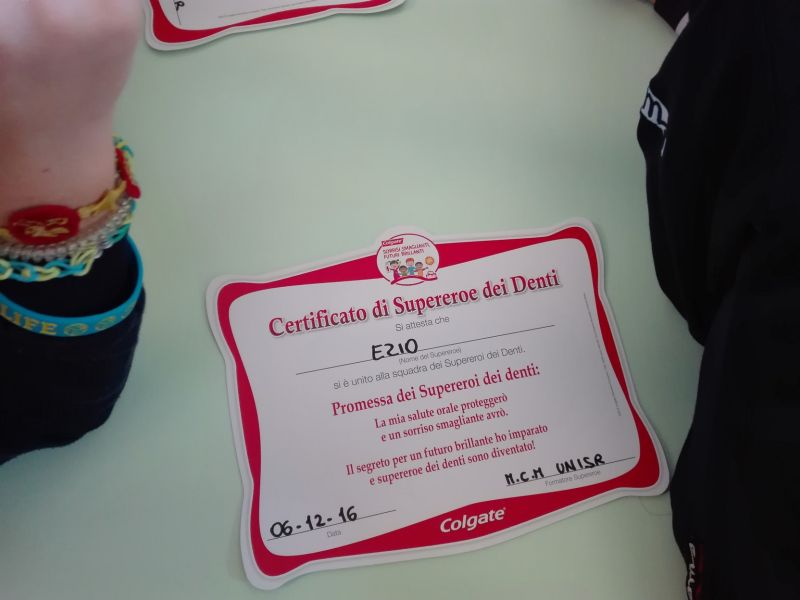 Colgate
SORRISI SMAGLIANTI,
FUTURI BRILLANTI
Certificato di Supereroe dei Denti
Si attesta che
EZIO
(Nome del Supereroe)
si è unito alla squadra dei Supereroi dei Denti.
Promessa dei Supereroi dei denti:
La mia salute orale proteggerò
e un sorriso smagliante avrò.
Il segreto per un futuro brillante ho imparato
e supereroe dei denti sono diventato!
06-12-16
Data
M.C.M UNISR
Formatore Supereroe
Colgate
LIFE